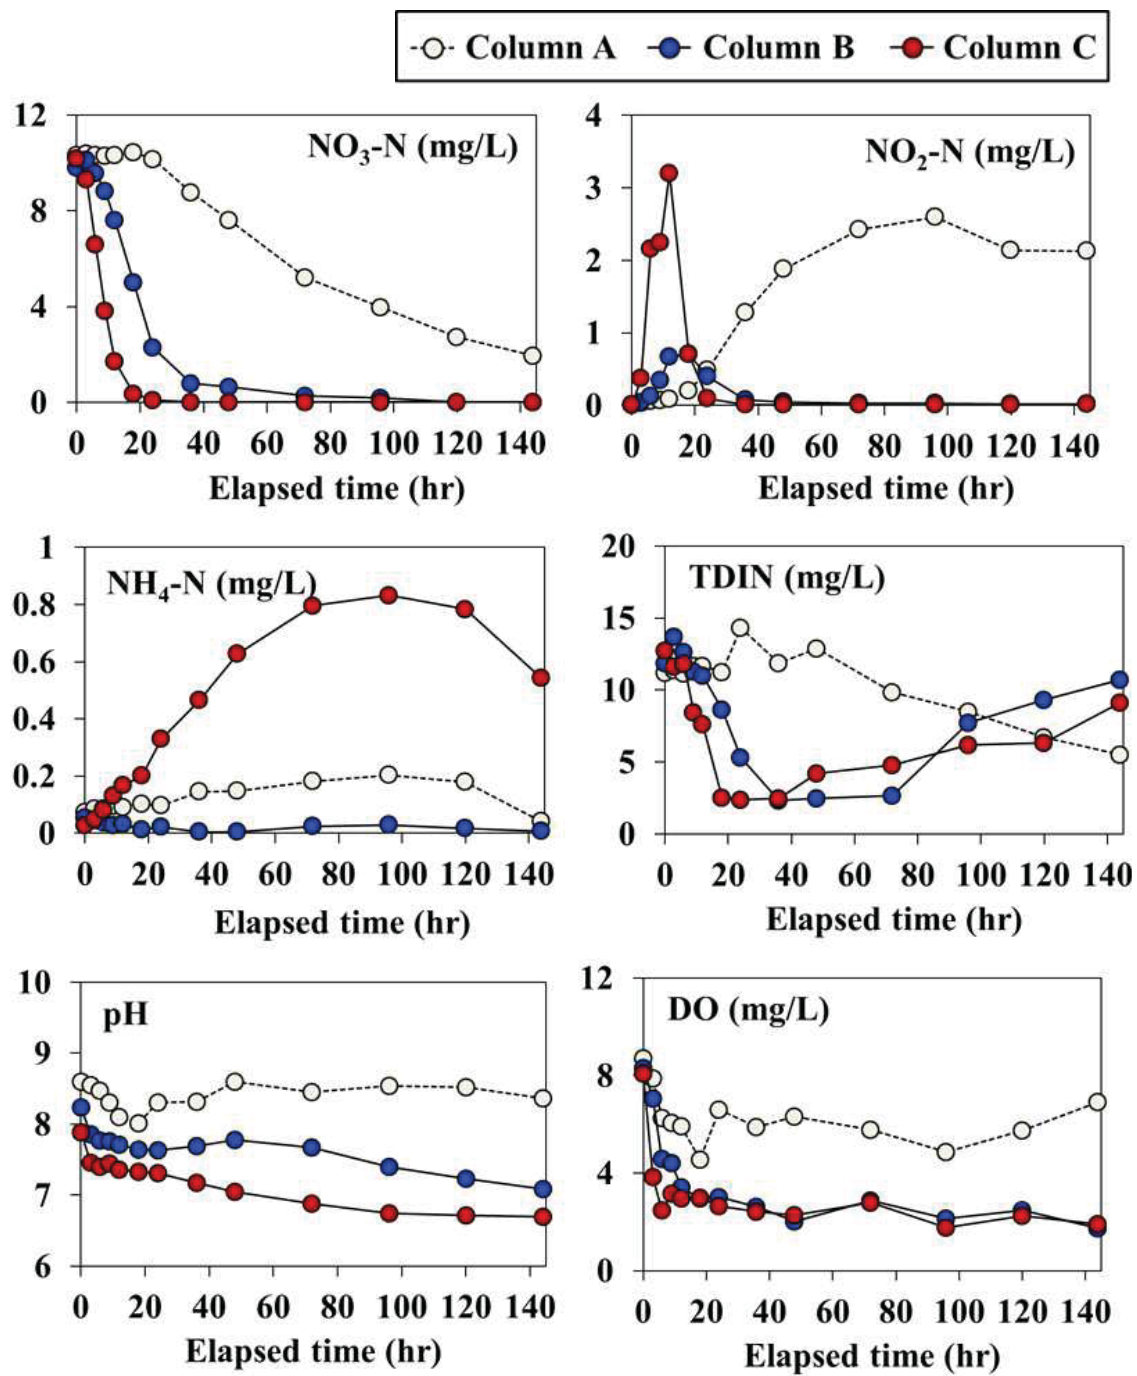 Column A Column B Column C
12 NO₃-N (mg/L)
8
4
0
0 20 40 60 80 100 120 140
Elapsed time (hr)
4 NO₂-N (mg/L)
3
2
1
0
0 20 40 60 80 100 120 140
Elapsed time (hr)
1 NH₄-N (mg/L)
0.8
0.6
0.4
0.2
0
0 20 40 60 80 100 120 140
Elapsed time (hr)
20 TDIN (mg/L)
15
10
5
0
0 20 40 60 80 100 120 140
Elapsed time (hr)
10 pH
9
8
7
6
0 20 40 60 80 100 120 140
Elapsed time (hr)
12 DO (mg/L)
8
4
0
0 20 40 60 80 100 120 140
Elapsed time (hr)